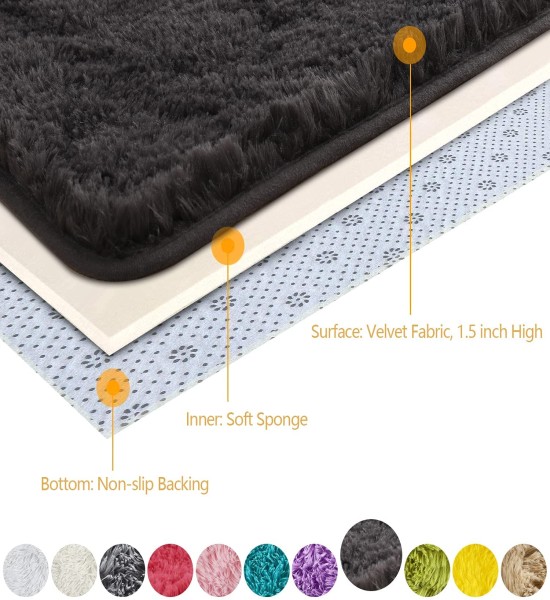 Surface: Velvet Fabric, 1.5 inch High
Inner: Soft Sponge
Bottom: Non-slip Backing